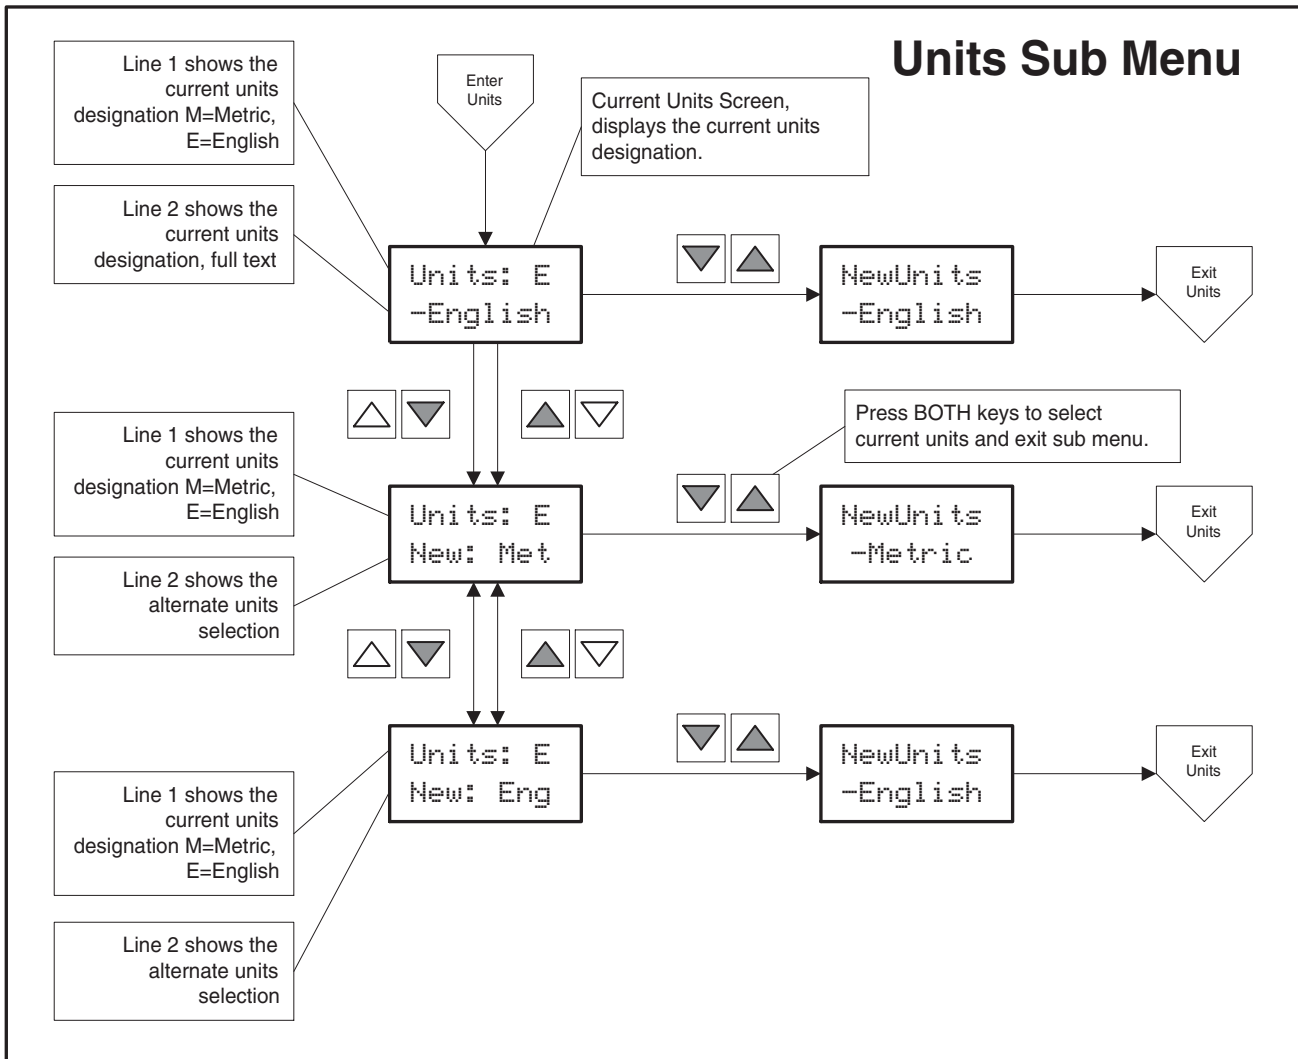 Units Sub Menu
Line 1 shows the
current units
designation M=Metric,
E=English
Enter
Units
Current Units Screen,
displays the current units
designation.
Line 2 shows the
current units
designation, full text
Units: E
-English
NewUnits
-English
Exit
Units
Line 1 shows the
current units
designation M=Metric,
E=English
Press BOTH keys to select
current units and exit sub menu.
Units: E
New: Met
NewUnits
-Metric
Exit
Units
Line 2 shows the
alternate units
selection
Units: E
New: Eng
NewUnits
-English
Exit
Units
Line 1 shows the
current units
designation M=Metric,
E=English
Line 2 shows the
alternate units
selection